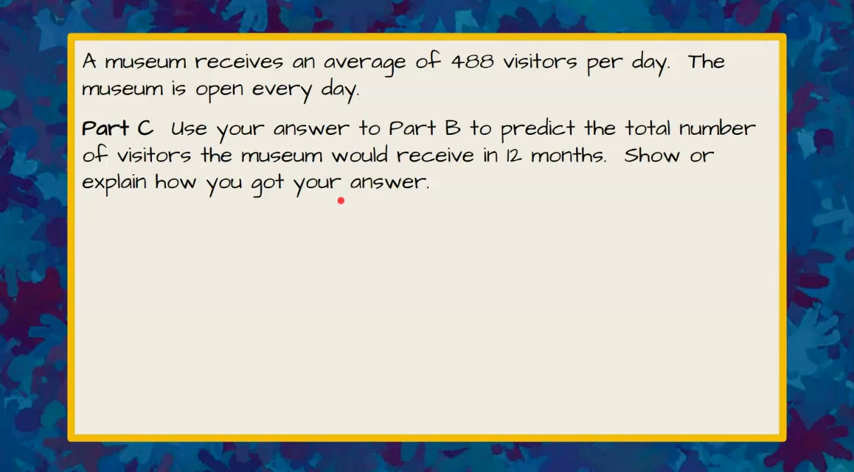 A museum receives an average of 488 visitors per day. The
museum is open every day.
Part C Use your answer to Part B to predict the total number
of visitors the museum would receive in 12 months. Show or
explain how you got your answer.